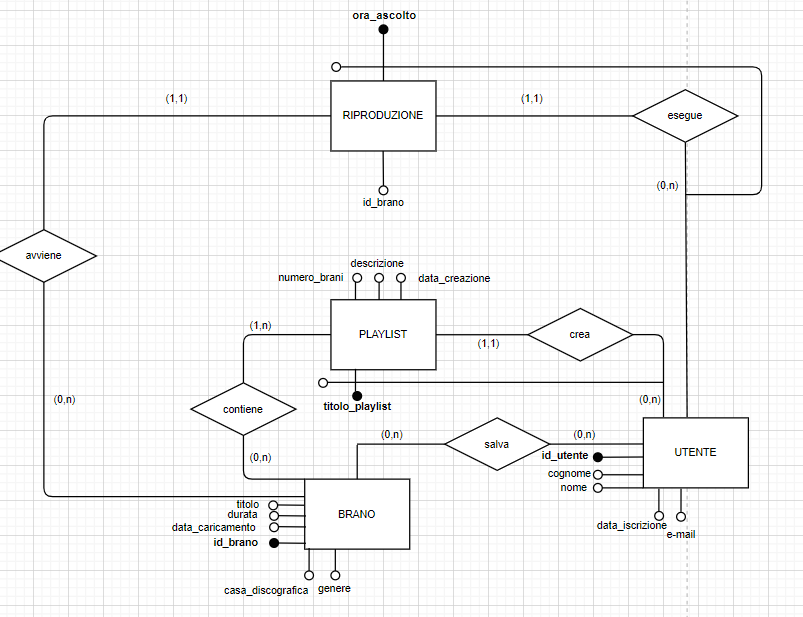 ora_ascolto
(1,1)
(1,1)
RIPRODUZIONE
esegue
(0,n)
id_brano
avviene
descrizione
numero_brani
data_creazione
(1,n)
PLAYLIST
crea
(1,1)
(0,n)
(0,n)
titolo_playlist
contiene
(0,n)
(0,n)
salva
id_utente
UTENTE
(0,n)
cognome
nome
titolo
durata
data_caricamento
BRANO
id_brano
data_iscrizione
e-mail
casa_discografica
genere